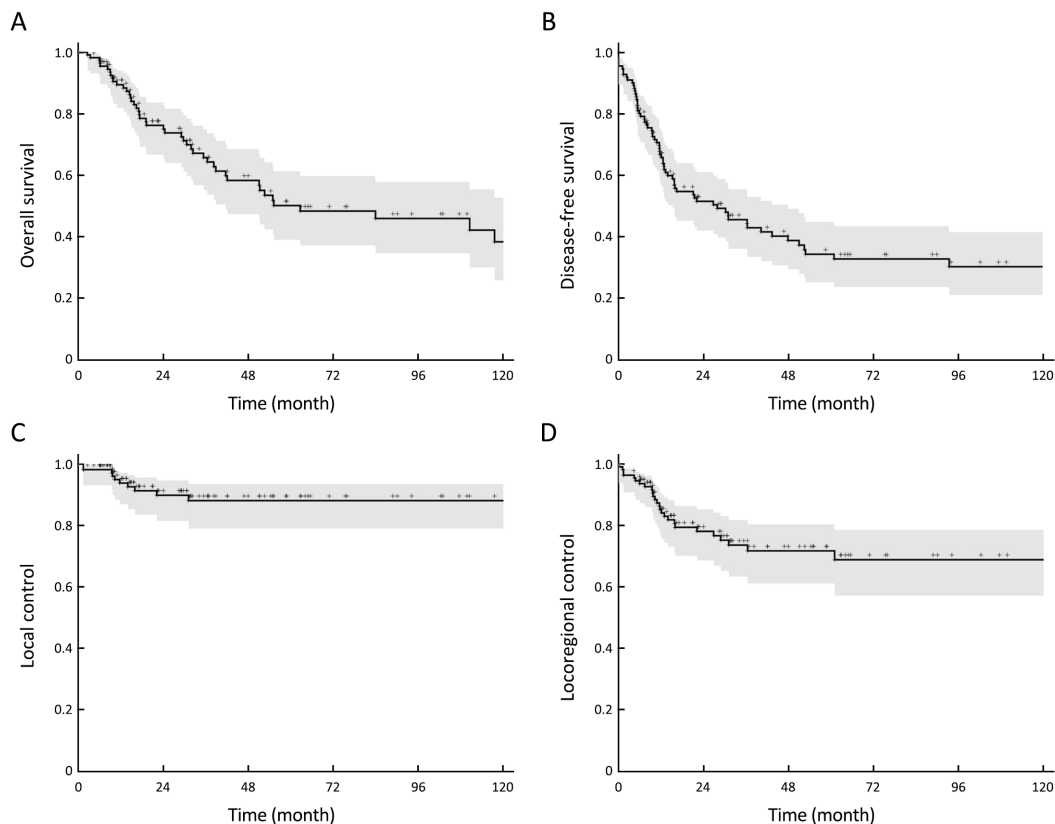 A
1.0
0.8
0.6
0.4
0.2
0
Overall survival
0 24 48 72 96 120
Time (month)
B
1.0
0.8
0.6
0.4
0.2
0
Disease-free survival
0 24 48 72 96 120
Time (month)
C
1.0
0.8
0.6
0.4
0.2
0
Local control
0 24 48 72 96 120
Time (month)
D
1.0
0.8
0.6
0.4
0.2
0
Locoregional control
0 24 48 72 96 120
Time (month)